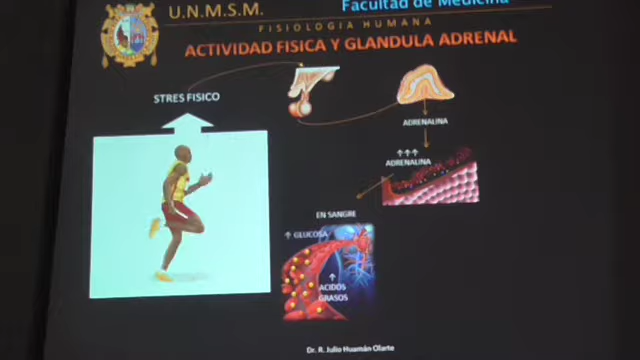 U.N.M.S.M.
Facultad de Medicina
FISIOLOGIA HUMANA
ACTIVIDAD FISICA Y GLANDULA ADRENAL
STRES FISICO
ADRENALINA
↑↑↑
ADRENALINA
EN SANGRE
↑ GLUCOSA
↑
ACIDOS
GRASOS
Dr. R. Julio Huamán Olarte